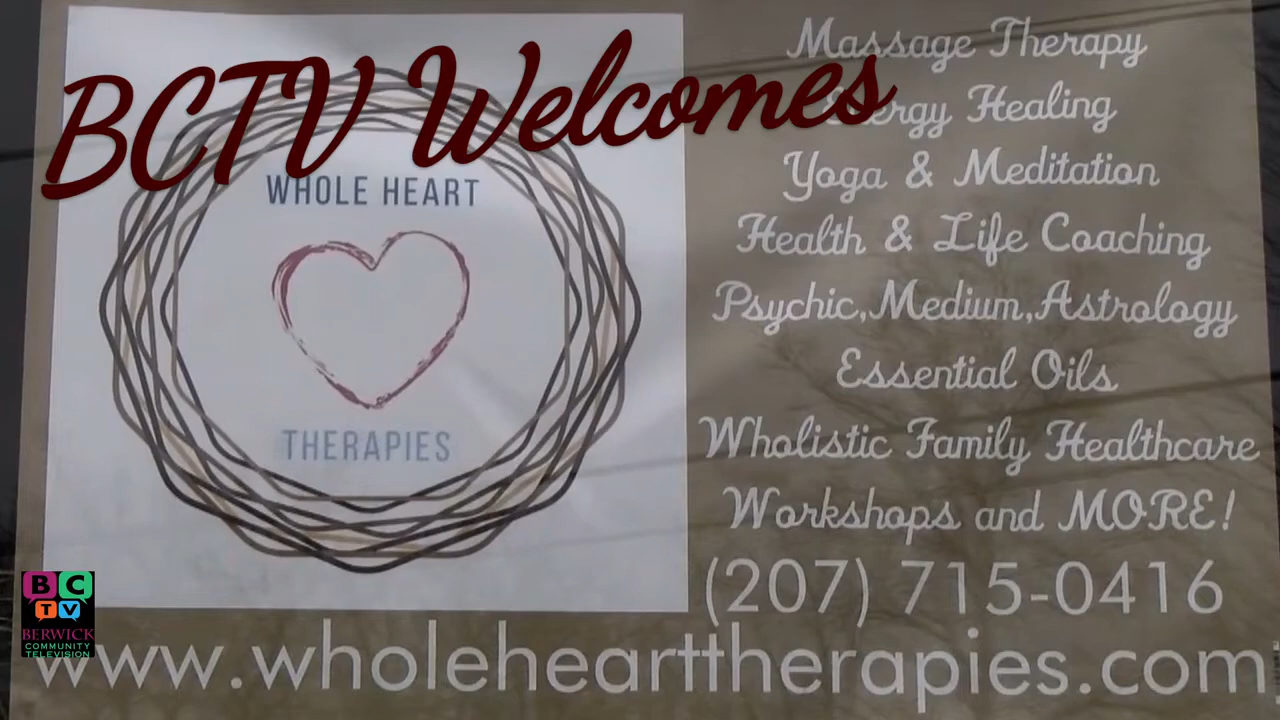 BCTV Welcomes
WHOLE HEART
THERAPIES
Massage Therapy
Energy Healing
Yoga & Meditation
Health & Life Coaching
Psychic,Medium,Astrology
Essential Oils
Wholistic Family Healthcare
Workshops and MORE!
(207) 715-0416
www.wholehearttherapies.com
B C
TV
BERWICK
COMMUNITY
TELEVISION